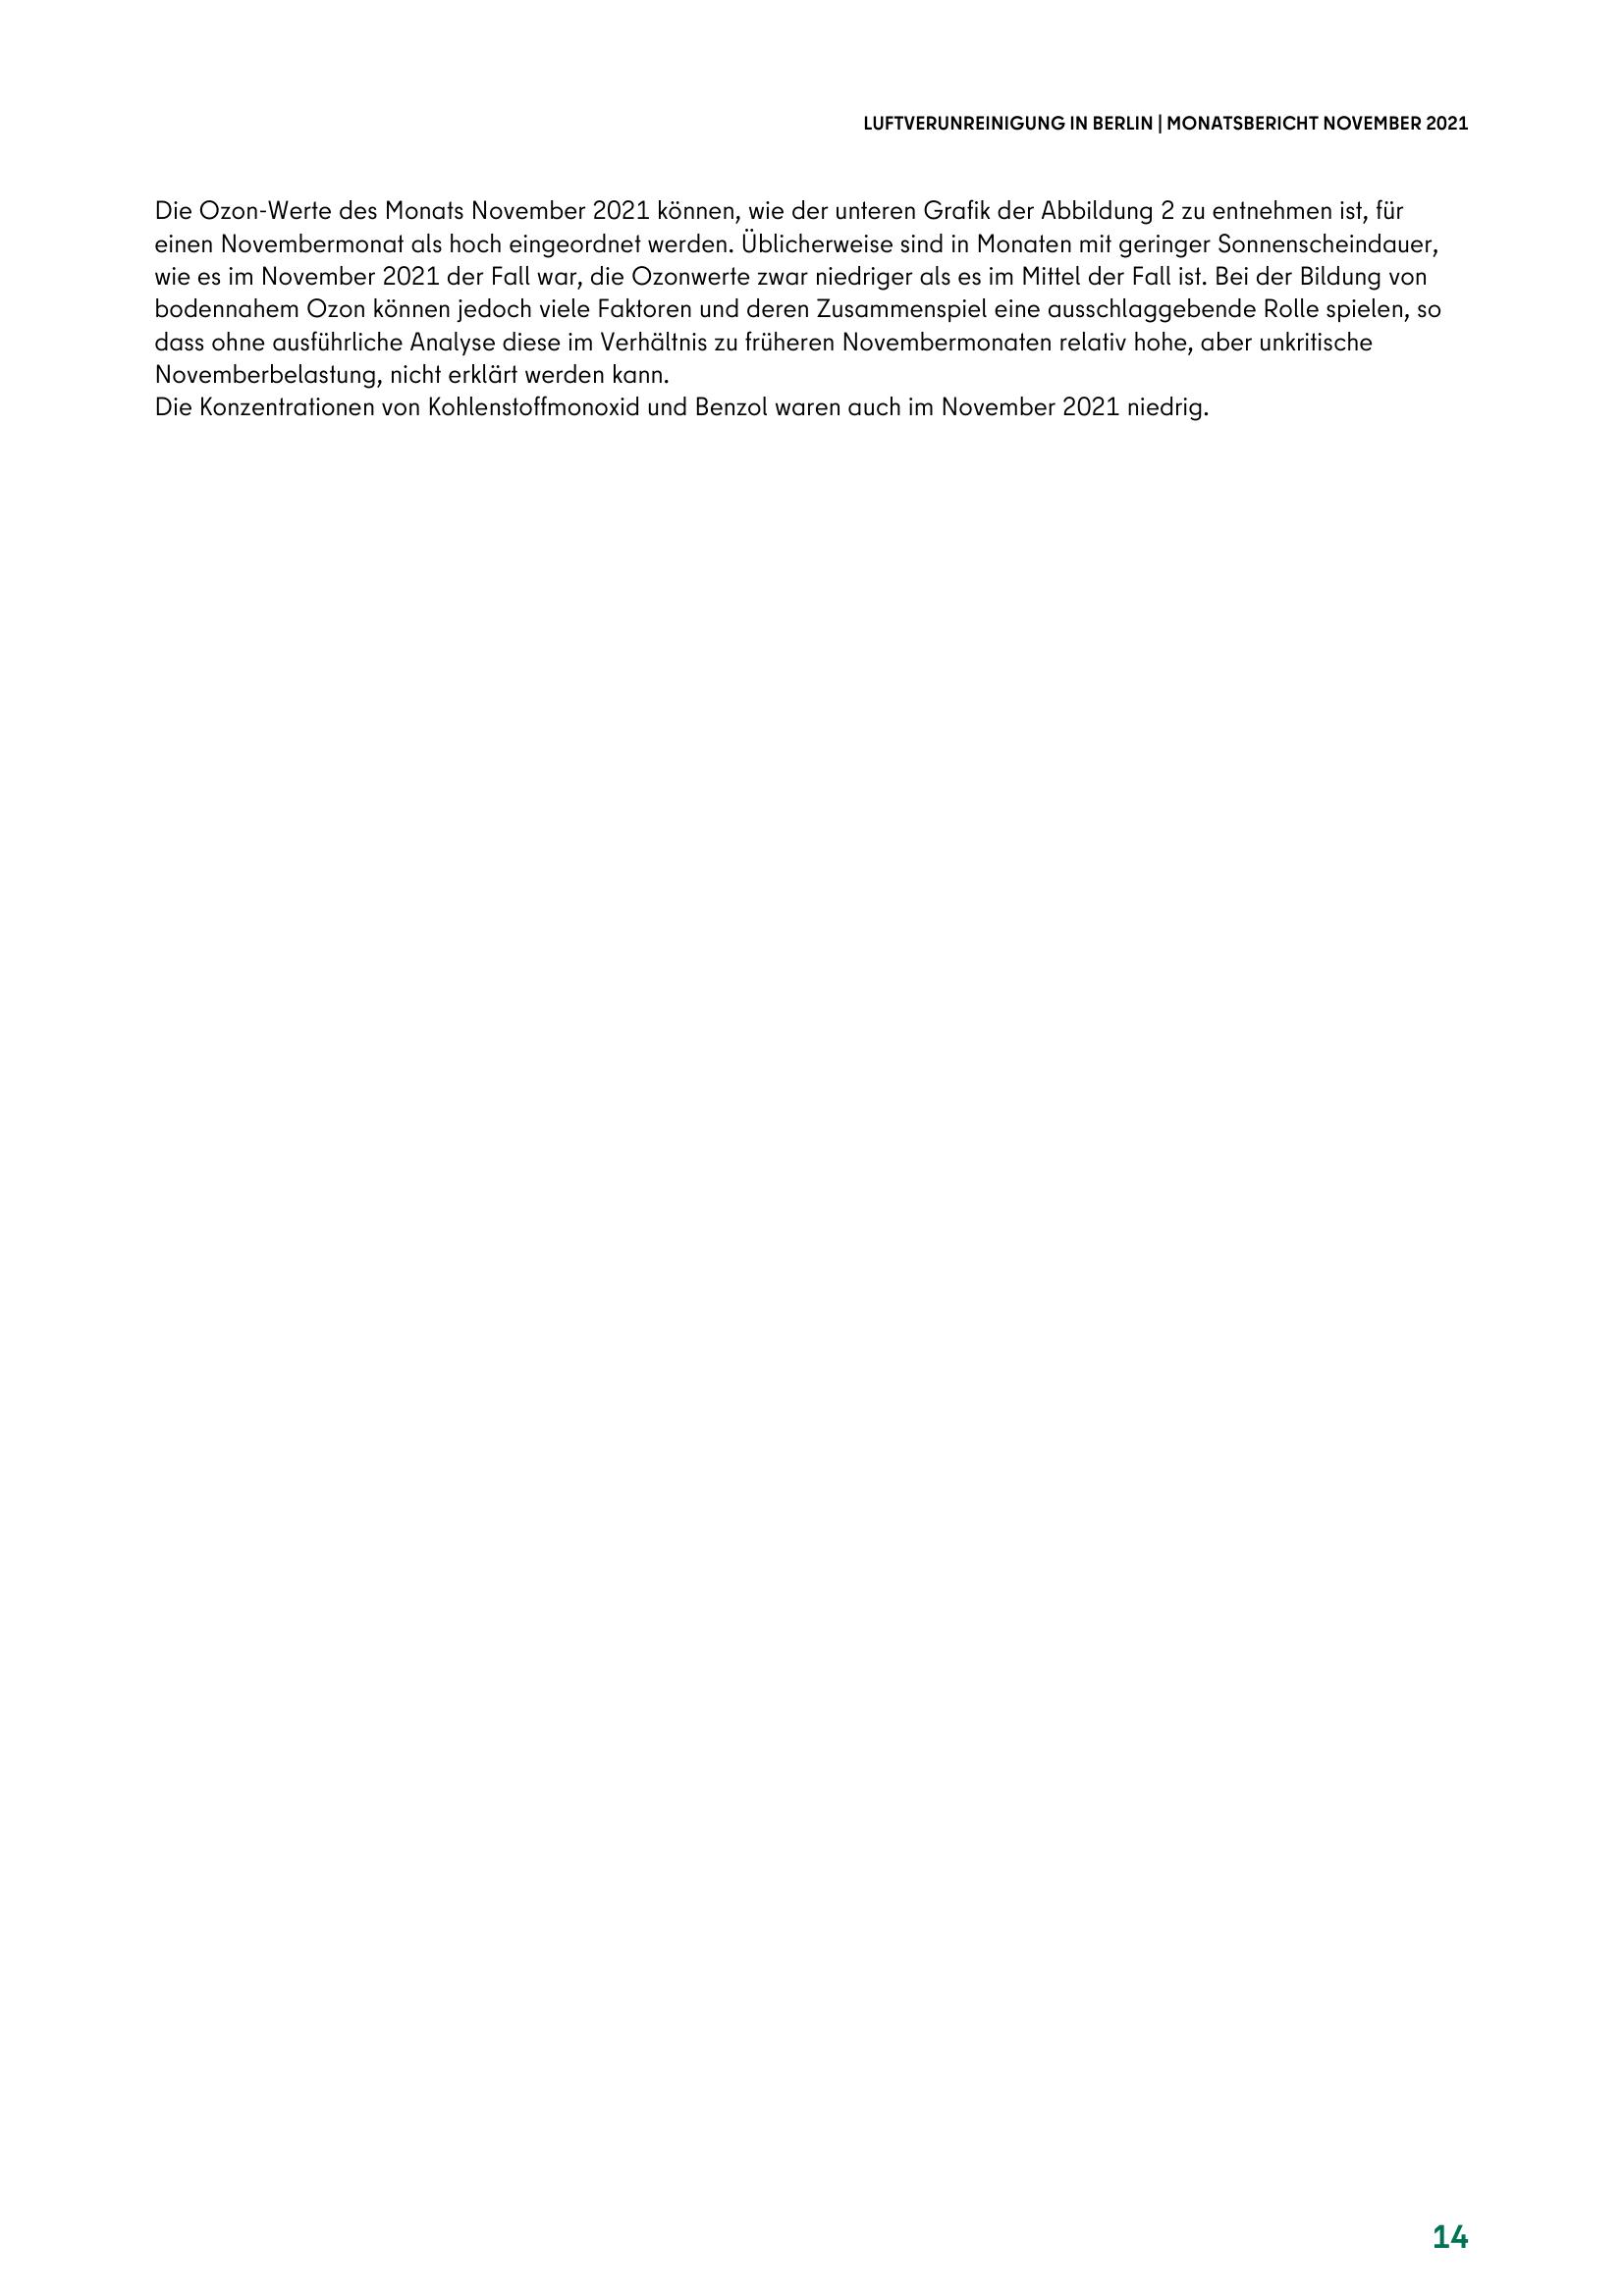 LUFTVERUNREINIGUNG IN BERLIN | MONATSBERICHT NOVEMBER 2021
Die Ozon-Werte des Monats November 2021 können, wie der unteren Grafik der Abbildung 2 zu entnehmen ist, für
einen Novembermonat als hoch eingeordnet werden. Üblicherweise sind in Monaten mit geringer Sonnenscheindauer,
wie es im November 2021 der Fall war, die Ozonwerte zwar niedriger als es im Mittel der Fall ist. Bei der Bildung von
bodennahem Ozon können jedoch viele Faktoren und deren Zusammenspiel eine ausschlaggebende Rolle spielen, so
dass ohne ausführliche Analyse diese im Verhältnis zu früheren Novembermonaten relativ hohe, aber unkritische
Novemberbelastung, nicht erklärt werden kann.
Die Konzentrationen von Kohlenstoffmonoxid und Benzol waren auch im November 2021 niedrig.
14